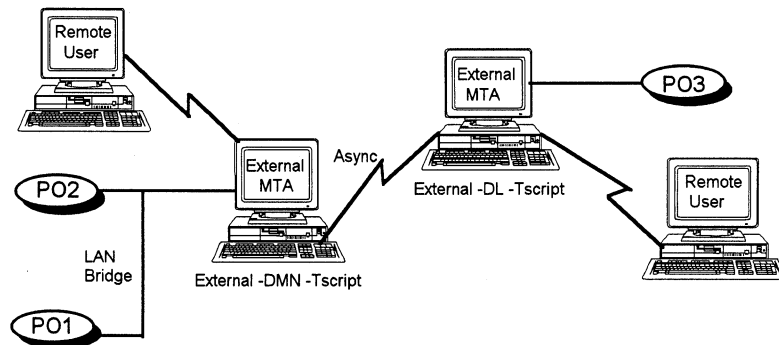 Remote
User
External
MTA
PO3
External
MTA
Async
External -DL -Tscript
PO2
Remote
User
LAN
Bridge
External -DMN -Tscript
PO1